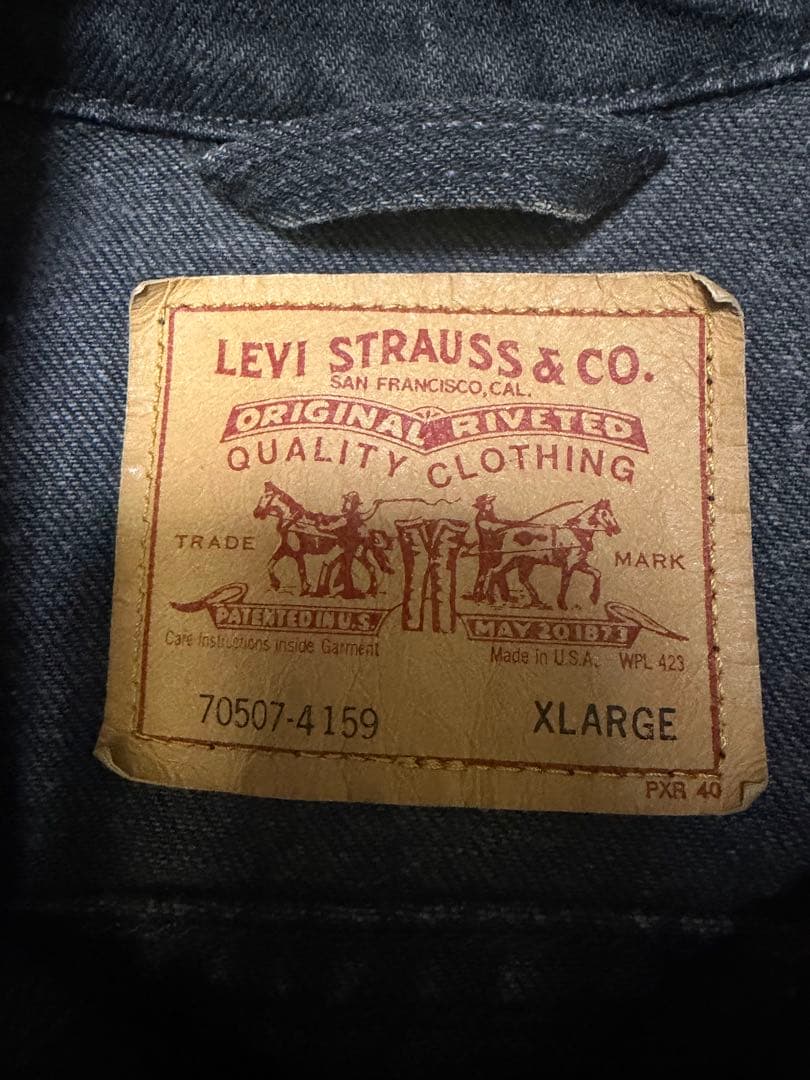 LEVI STRAUSS & CO.
SAN FRANCISCO, CAL.
ORIGINAL RIVETED
QUALITY CLOTHING
TRADE MARK
PATENTED IN U.S. MAY 20 1873
Care Instructions inside Garment
Made in U.S.A. WPL 423
70507-4159 XLARGE
PXR 40